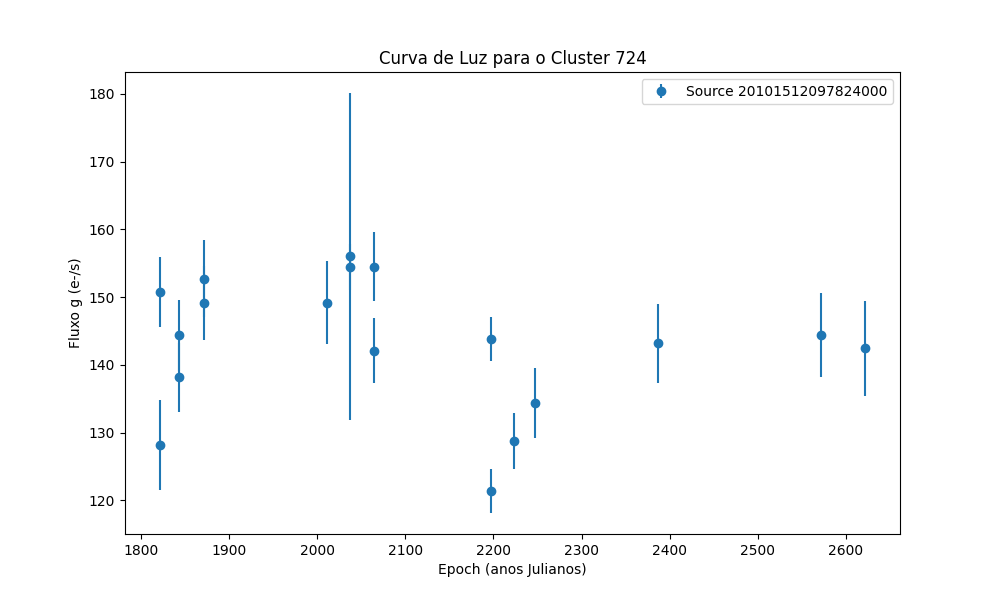 Curva de Luz para o Cluster 724
Source 20101512097824000
Fluxo g (e-/s)
180
170
160
150
140
130
120
1800 1900 2000 2100 2200 2300 2400 2500 2600
Epoch (anos Julianos)